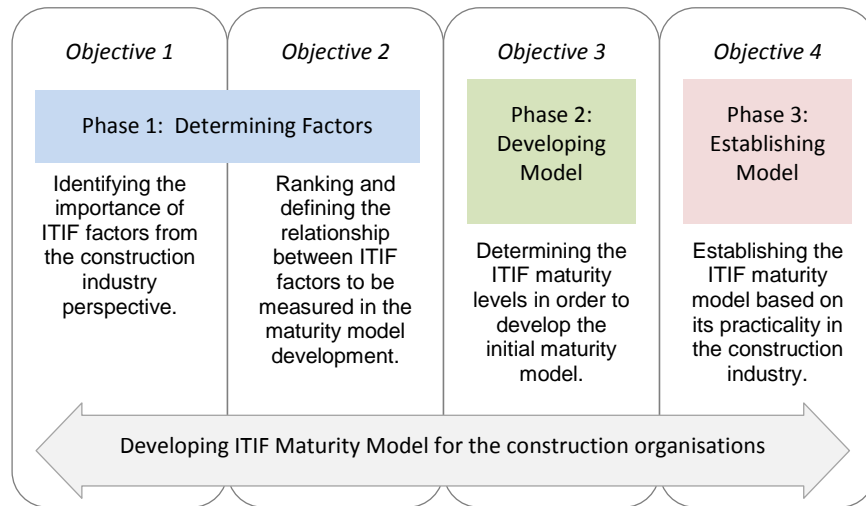 Objective 1
Objective 2
Objective 3
Objective 4
Phase 1:  Determining Factors
Phase 2:
Developing
Model
Phase 3:
Establishing
Model
Identifying the
importance of
ITIF factors from
the construction
industry
perspective.
Ranking and
defining the
relationship
between ITIF
factors to be
measured in the
maturity model
development.
Determining the
ITIF maturity
levels in order to
develop the
initial maturity
model.
Establishing the
ITIF maturity
model based on
its practicality in
the construction
industry.
Developing ITIF Maturity Model for the construction organisations